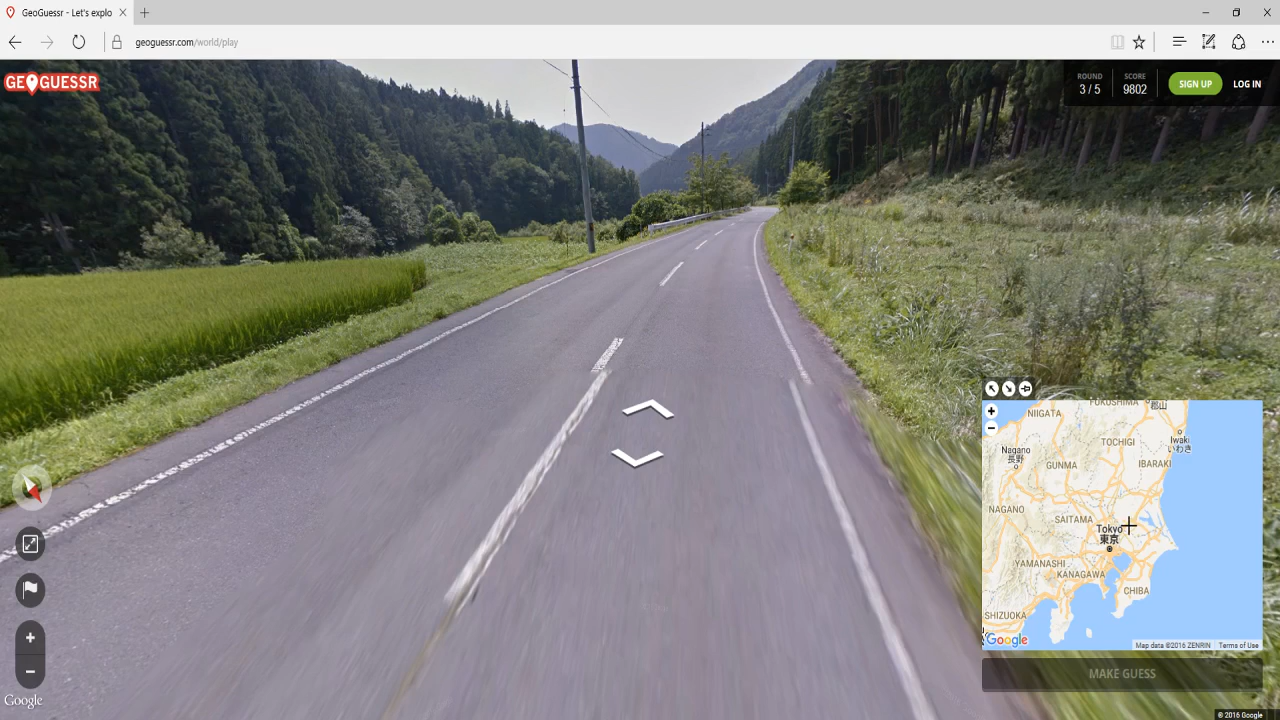 GeoGuessr - Let's explo
geoguessr.com/world/play
GEOGUESSR
ROUND
3 / 5
SCORE
9802
SIGN UP
LOG IN
FUKUSHIMA
郡山
NIIGATA
Iwaki
いわき
TOCHIGI
Nagano
長野
GUNMA
IBARAKI
NAGANO
SAITAMA
Tokyo
東京
YAMANASHI
KANAGAWA
CHIBA
SHIZUOKA
Google
Map data ©2016 ZENRIN
Terms of Use
MAKE GUESS
Google
© 2016 Google